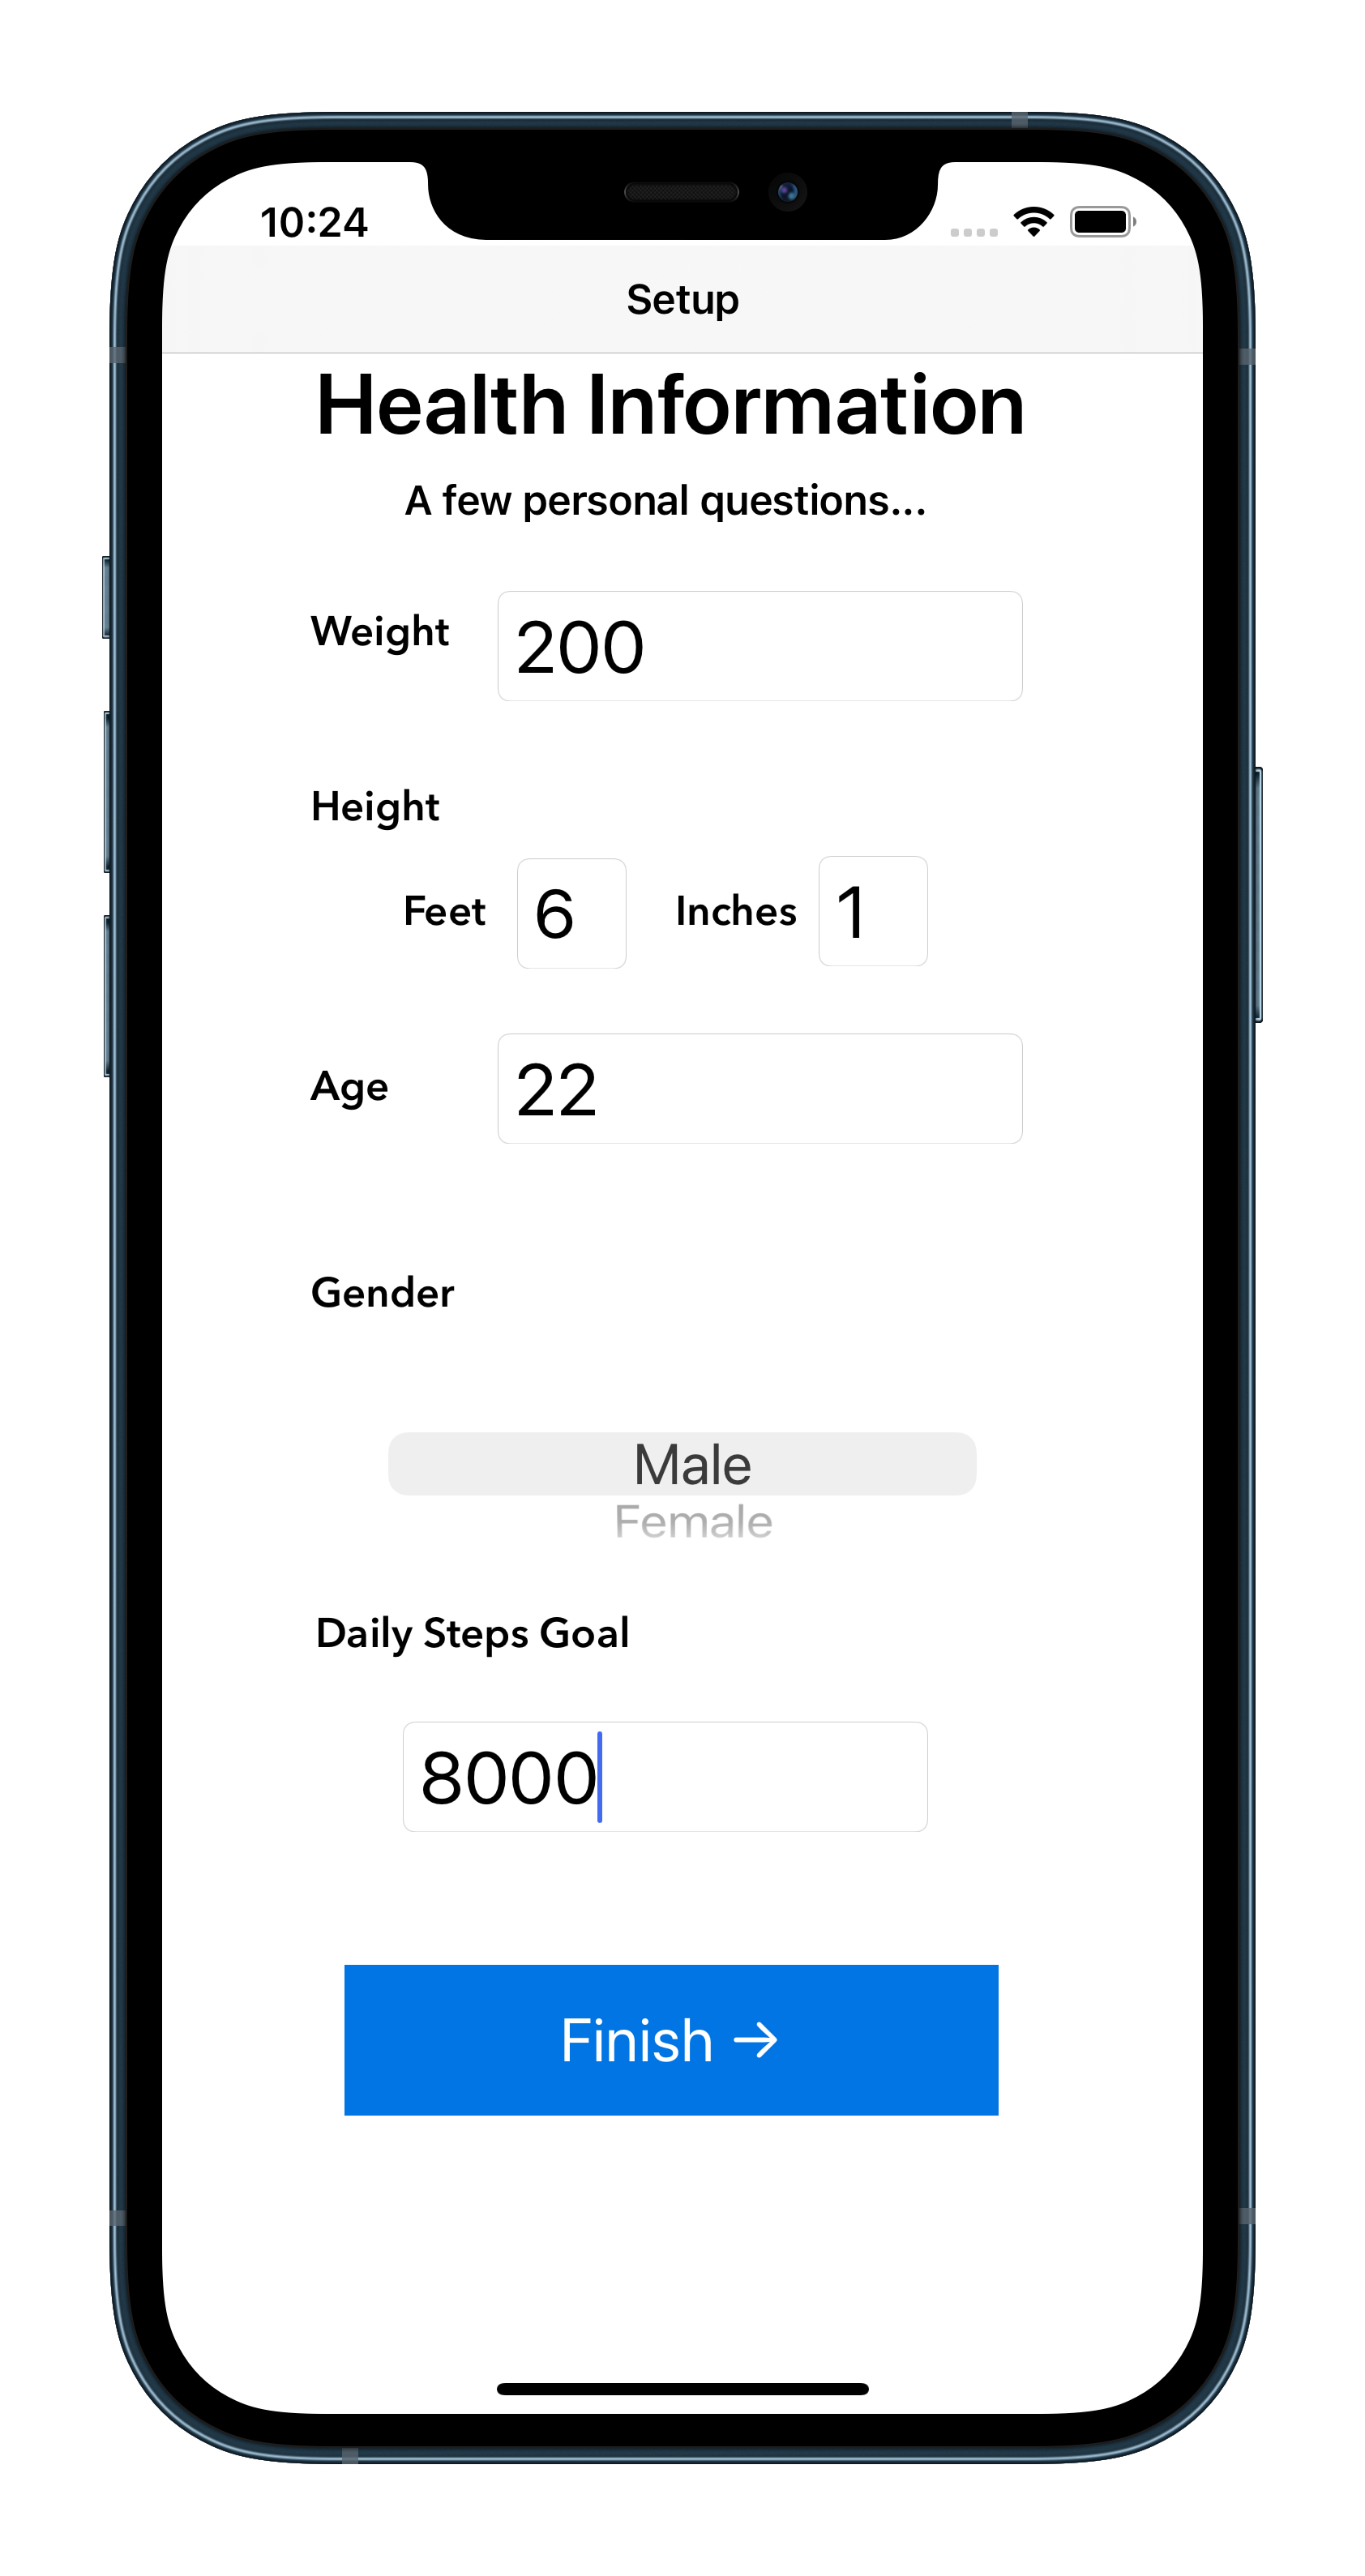 10:24
Setup
Health Information
A few personal questions...
Weight 200
Height
Feet 6 Inches 1
Age 22
Gender
Male
Female
Daily Steps Goal
8000
Finish →